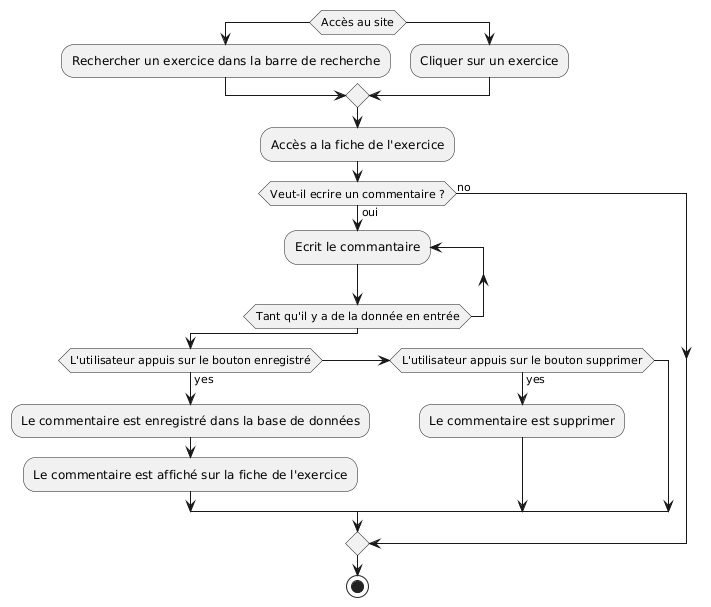 Accès au site
Rechercher un exercice dans la barre de recherche
Cliquer sur un exercice
Accès a la fiche de l'exercice
Veut-il ecrire un commentaire ?
no
oui
Ecrit le commantaire
Tant qu'il y a de la donnée en entrée
L'utilisateur appuis sur le bouton enregistré
L'utilisateur appuis sur le bouton supprimer
yes
yes
Le commentaire est enregistré dans la base de données
Le commentaire est supprimer
Le commentaire est affiché sur la fiche de l'exercice